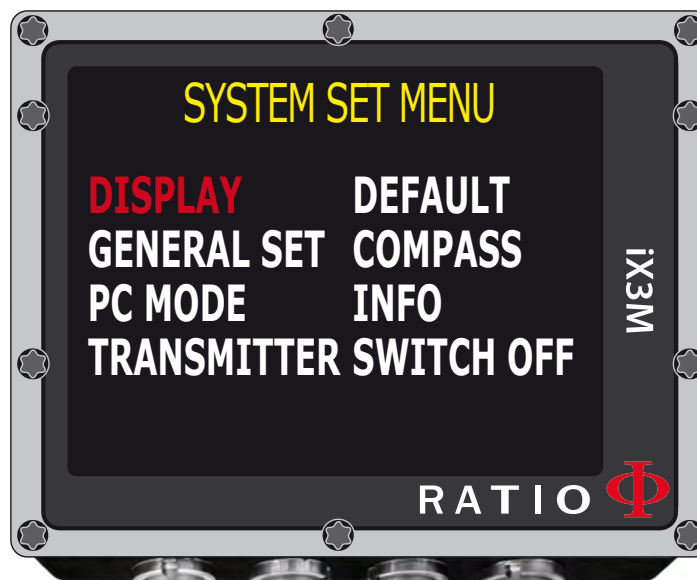 SYSTEM SET MENU
DISPLAY DEFAULT
GENERAL SET COMPASS
PC MODE INFO
TRANSMITTER SWITCH OFF
iX3M
RATIO